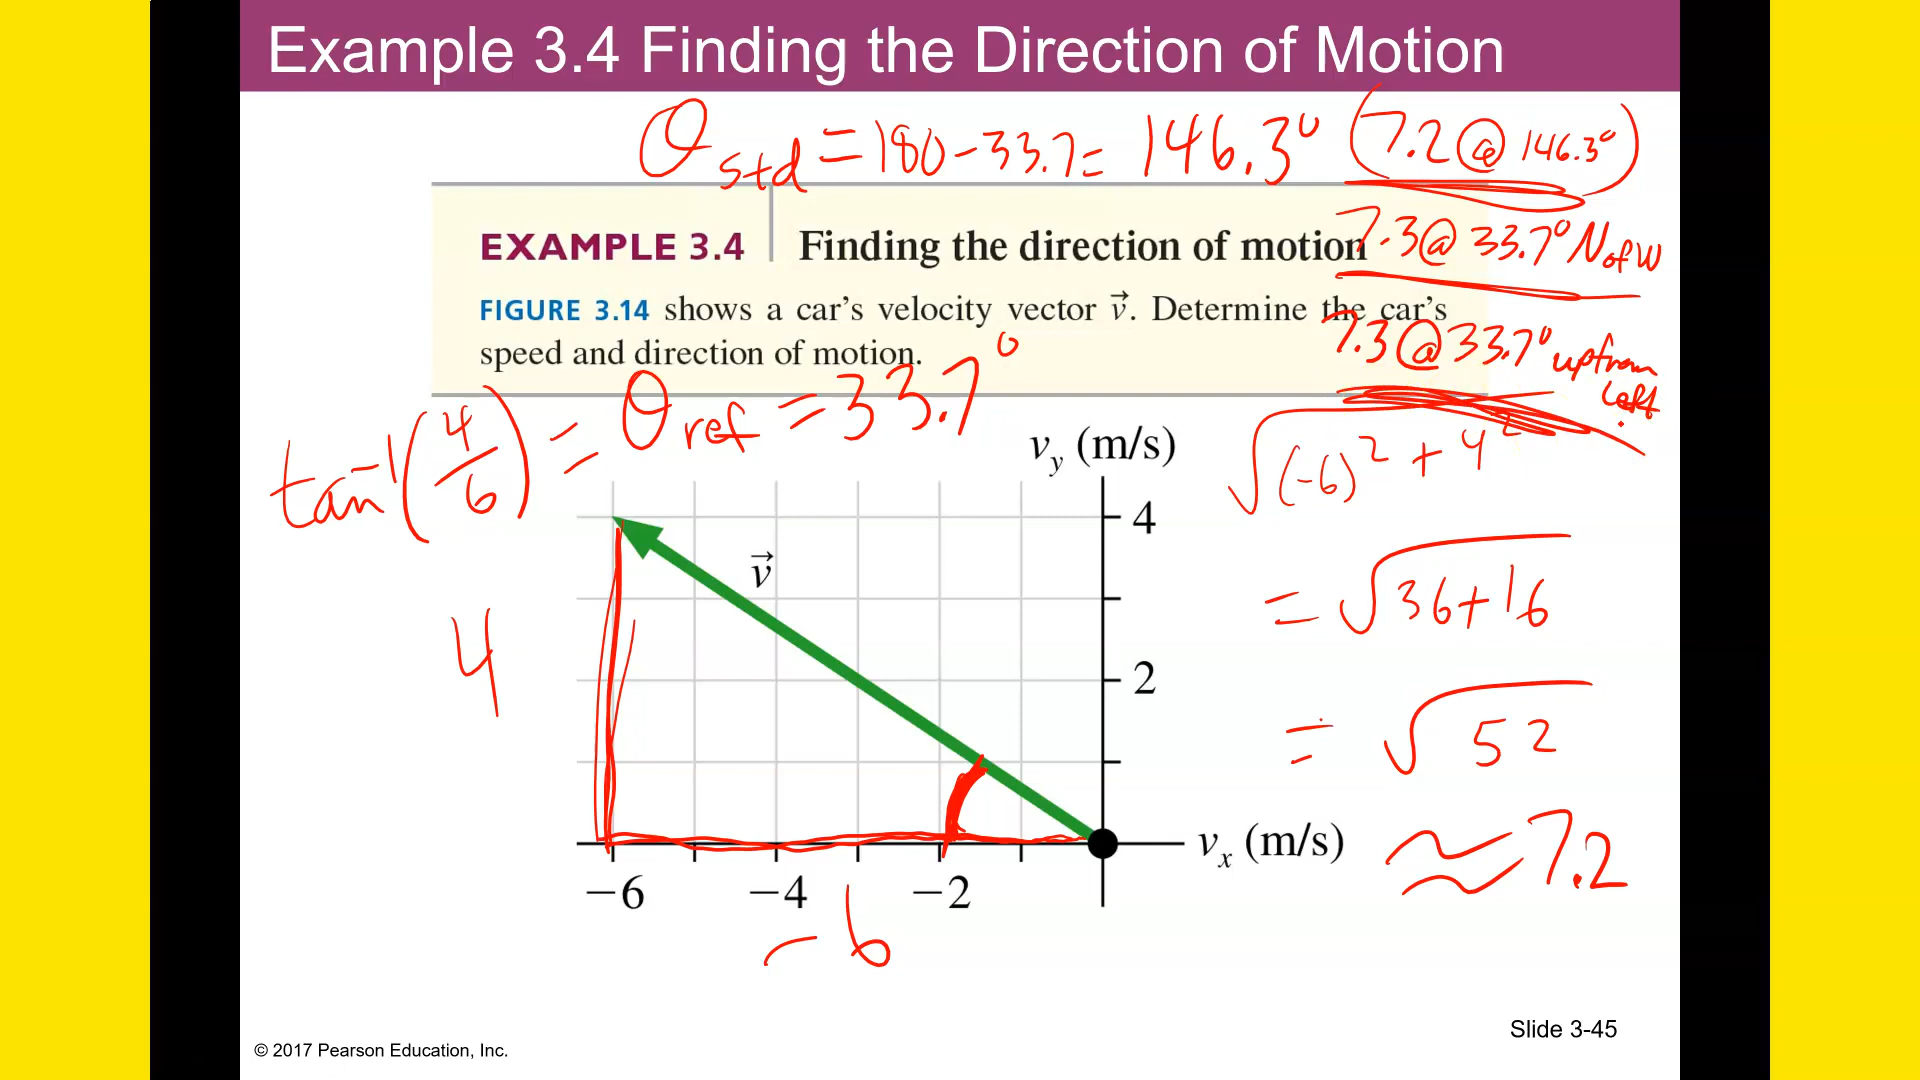 Example 3.4 Finding the Direction of Motion
θstd = 180 - 33.7 = 146.3° (7.2 @ 146.3°)
EXAMPLE 3.4 Finding the direction of motion
7.3 @ 33.7° N of W
FIGURE 3.14 shows a car's velocity vector v⃗. Determine the car's
speed and direction of motion.
7.3 @ 33.7° up from
left
tan⁻¹(4/6) = θref = 33.7°
√(-6)² + 4²
vy (m/s)
4
v⃗
= √36+16
4
2
= √52
vx (m/s)
≈ 7.2
−6 −4 −2
-6
Slide 3-45
© 2017 Pearson Education, Inc.